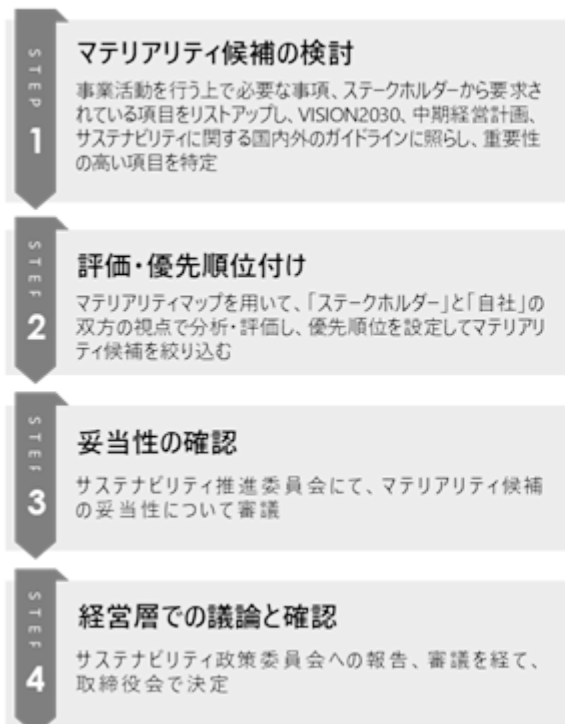 STEP
1
マテリアリティ候補の検討
事業活動を行う上で必要な事項、ステークホルダーから要求さ
れている項目をリストアップし、VISION2030、中期経営計画、
サステナビリティに関する国内外のガイドラインに照らし、重要性
の高い項目を特定
STEP
2
評価・優先順位付け
マテリアリティマップを用いて、「ステークホルダー」と「自社」の
双方の視点で分析・評価し、優先順位を設定してマテリアリ
ティ候補を絞り込む
STEP
3
妥当性の確認
サステナビリティ推進委員会にて、マテリアリティ候補
の妥当性について審議
STEP
4
経営層での議論と確認
サステナビリティ政策委員会への報告、審議を経て、
取締役会で決定